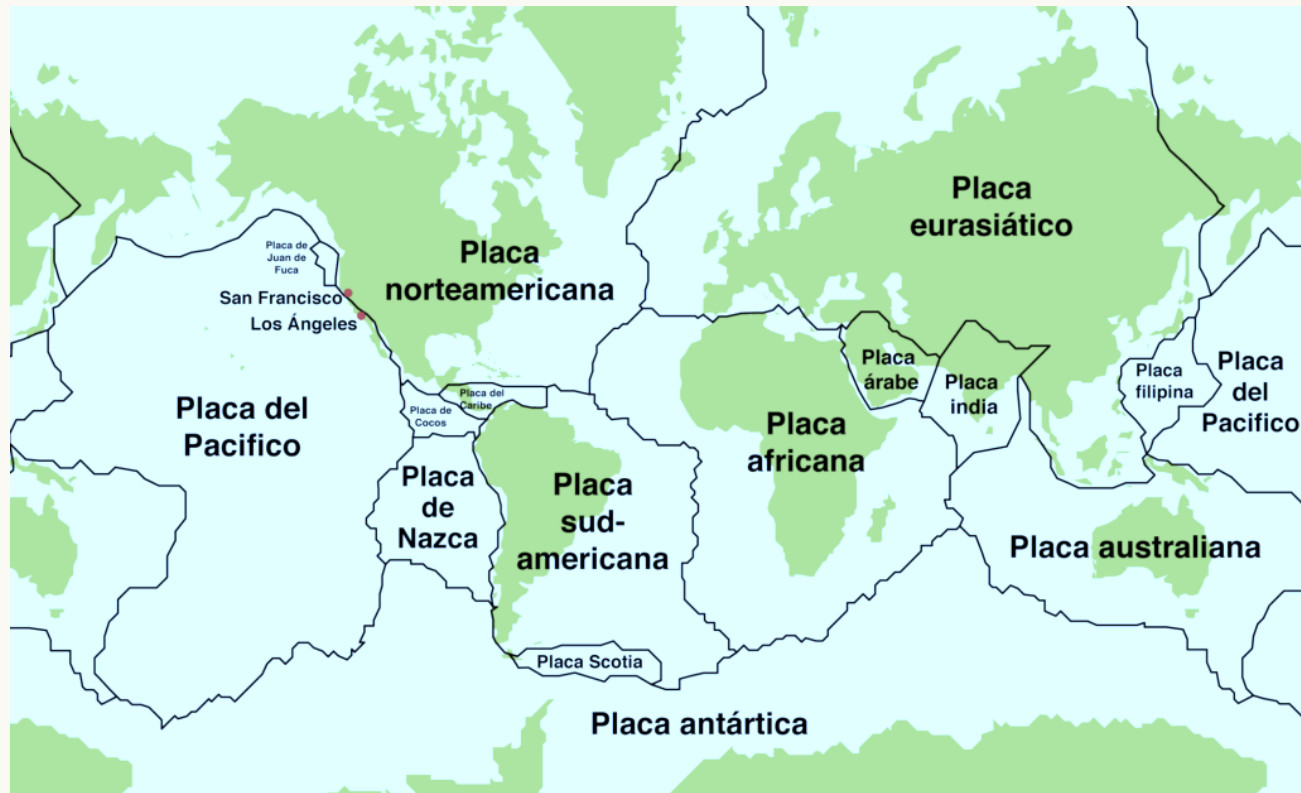 Placa
eurasiático
Placa de
Juan de
Fuca
Placa
norteamericana
San Francisco
Los Ángeles
Placa
árabe
Placa
india
Placa
filipina
Placa
del
Pacifico
Placa del
Pacifico
Placa de
Cocos
Placa del
Caribe
Placa
africana
Placa
de
Nazca
Placa
sud-
americana
Placa australiana
Placa Scotia
Placa antártica